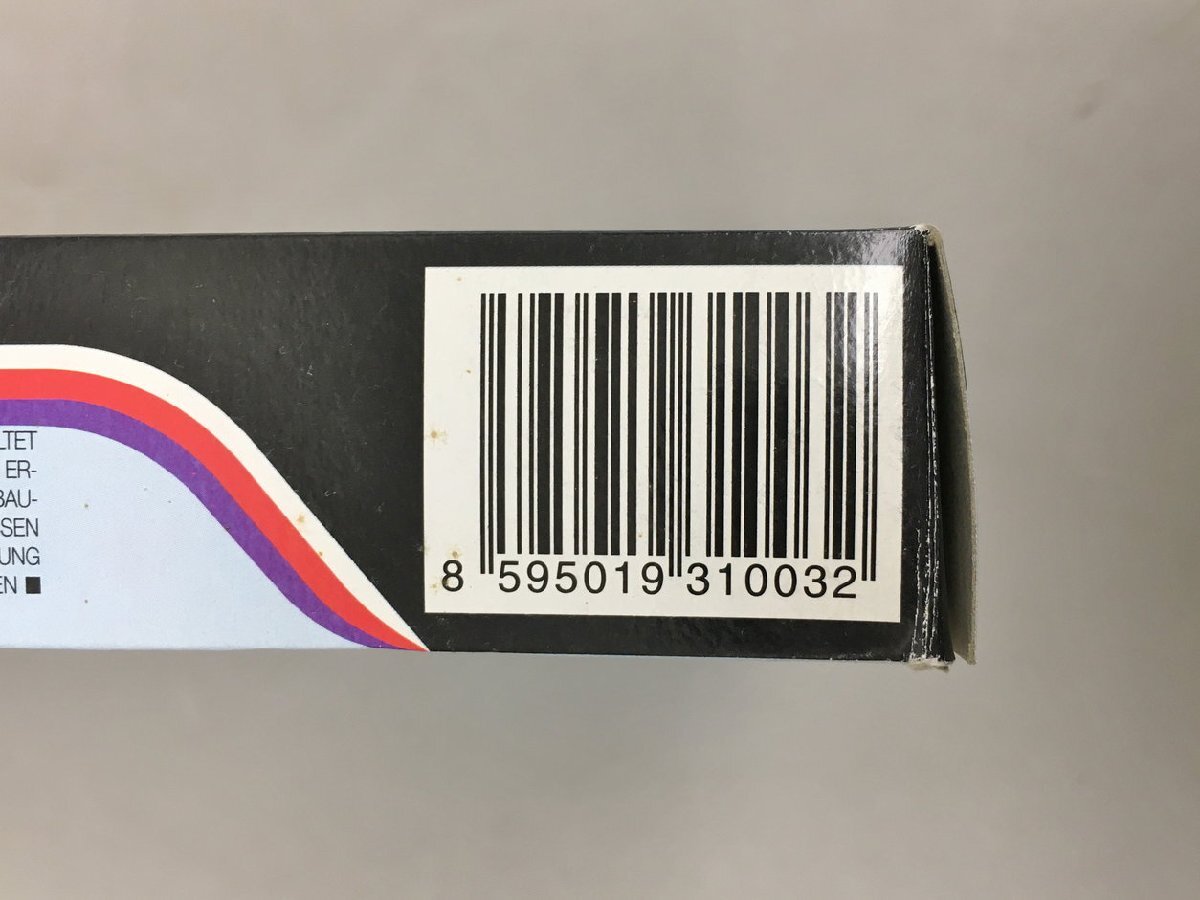 LTET
ER-
BAU-
SSEN
UNG
EN ■
8 595019 310032